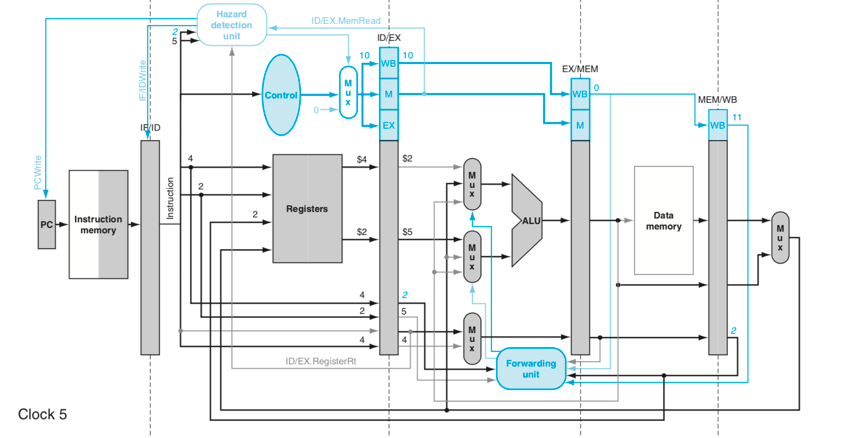 Hazard
detection
unit
ID/EX.MemRead
2
5
ID/EX
10
WB
10
EX/MEM
IF/IDWrite
PCWrite
Control
M
u
x
0
M
EX
WB
0
M
MEM/WB
WB
11
IF/ID
PC
Instruction
memory
Instruction
4
2
2
Registers
$4
$2
$2
$5
M
u
x
M
u
x
ALU
Data
memory
M
u
x
4
2
4
2
5
4
M
u
x
2
ID/EX.RegisterRt
Forwarding
unit
Clock 5